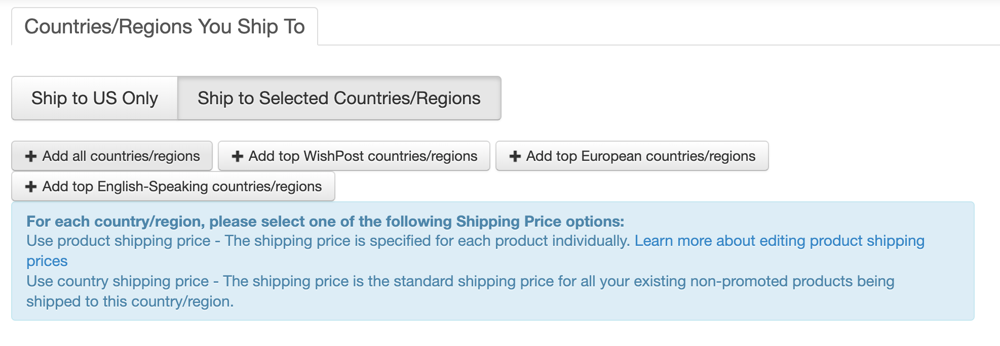 Countries/Regions You Ship To
Ship to US Only
Ship to Selected Countries/Regions
Add all countries/regions
Add top WishPost countries/regions
Add top European countries/regions
Add top English-Speaking countries/regions
For each country/region, please select one of the following Shipping Price options:
Use product shipping price - The shipping price is specified for each product individually. Learn more about editing product shipping
prices
Use country shipping price - The shipping price is the standard shipping price for all your existing non-promoted products being
shipped to this country/region.